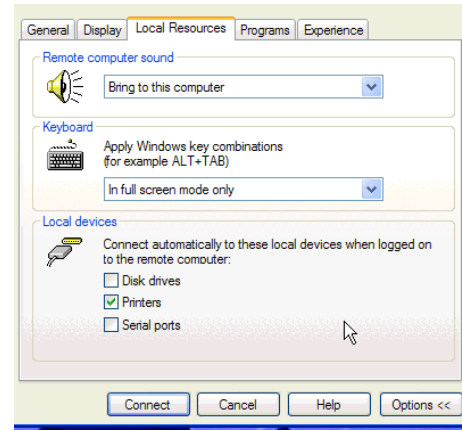 General Display Local Resources Programs Experience
Remote computer sound
Bring to this computer
Keyboard
Apply Windows key combinations
(for example ALT+TAB)
In full screen mode only
Local devices
Connect automatically to these local devices when logged on
to the remote computer:
Disk drives
Printers
Serial ports
Connect Cancel Help Options <<